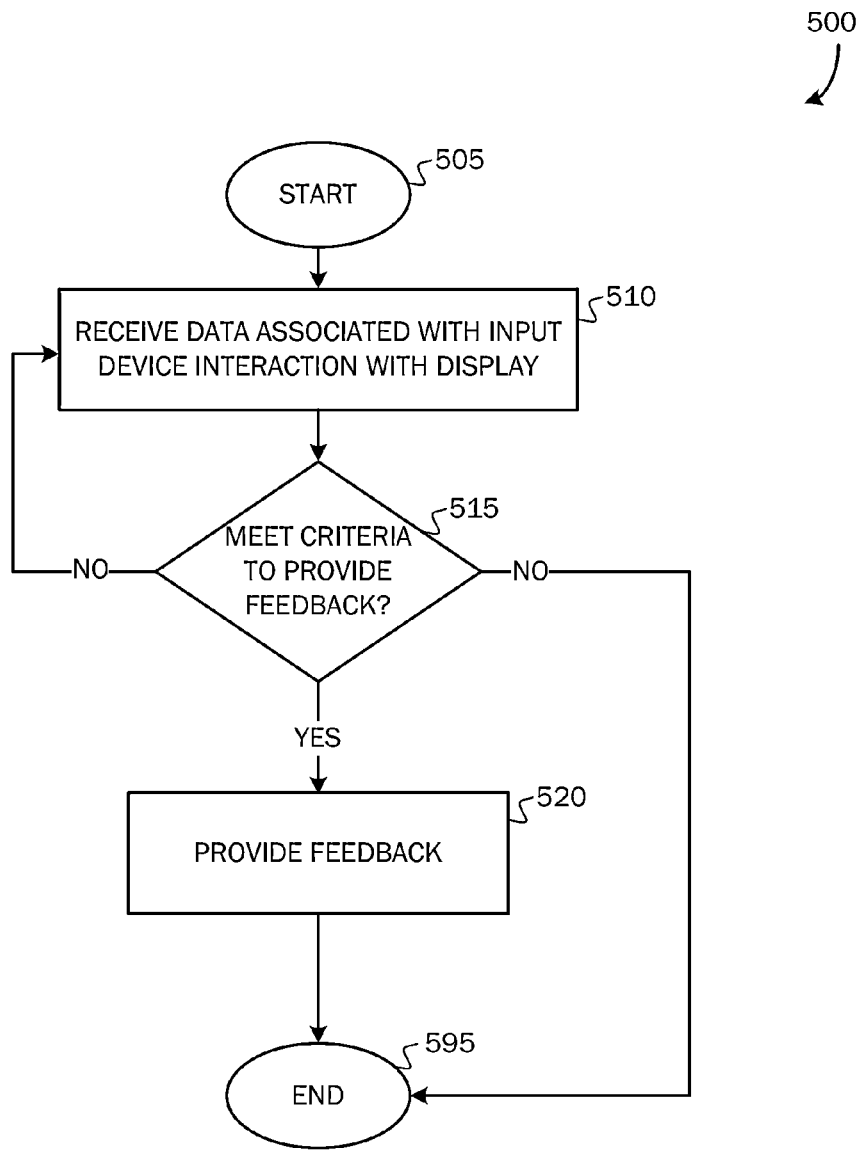 500
505
START
510
RECEIVE DATA ASSOCIATED WITH INPUT
DEVICE INTERACTION WITH DISPLAY
515
MEET CRITERIA
TO PROVIDE
FEEDBACK?
NO
NO
YES
520
PROVIDE FEEDBACK
595
END